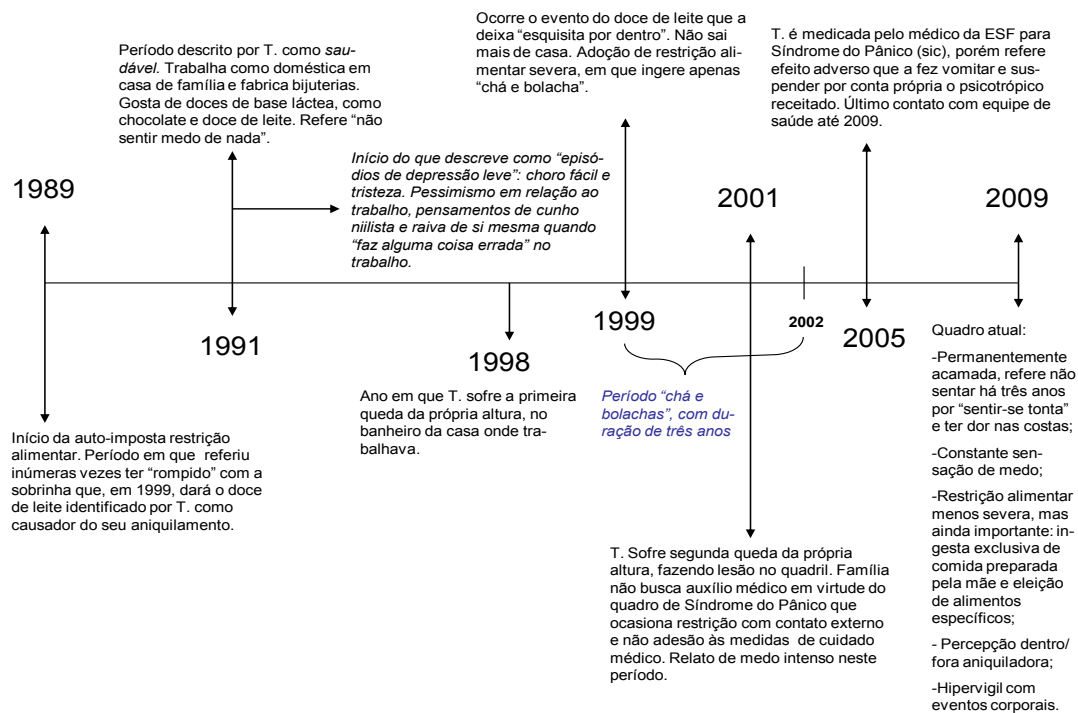 Período descrito por T. como sau-
dável. Trabalha como doméstica em
casa de família e fabrica bijuterias.
Gosta de doces de base láctea, como
chocolate e doce de leite. Refere “não
sentir medo de nada”.
Ocorre o evento do doce de leite que a
deixa “esquisita por dentro”. Não sai
mais de casa. Adoção de restrição ali-
mentar severa, em que ingere apenas
“chá e bolacha”.
T. é medicada pelo médico da ESF para
Síndrome do Pânico (sic), porém refere
efeito adverso que a fez vomitar e sus-
pender por conta própria o psicotrópico
receitado. Último contato com equipe de
saúde até 2009.
Início do que descreve como “episó-
dios de depressão leve”: choro fácil e
tristeza. Pessimismo em relação ao
trabalho, pensamentos de cunho
niilista e raiva de si mesma quando
“faz alguma coisa errada” no
trabalho.
1989
2001
2009
1991
1998
1999
2002
2005
Início da auto-imposta restrição
alimentar. Período em que referiu
inúmeras vezes ter “rompido” com a
sobrinha que, em 1999, dará o doce
de leite identificado por T. como
causador do seu aniquilamento.
Ano em que T. sofre a primeira
queda da própria altura, no
banheiro da casa onde tra-
balhava.
Período “chá e
bolachas”, com du-
ração de três anos
T. Sofre segunda queda da própria
altura, fazendo lesão no quadril. Família
não busca auxílio médico em virtude do
quadro de Síndrome do Pânico que
ocasiona restrição com contato externo
e não adesão às medidas de cuidado
médico. Relato de medo intenso neste
período.
Quadro atual:
-Permanentemente
acamada, refere não
sentar há três anos
por “sentir-se tonta”
e ter dor nas costas;
-Constante sen-
sação de medo;
-Restrição alimentar
menos severa, mas
ainda importante: in-
gesta exclusiva de
comida preparada
pela mãe e eleição
de alimentos
específicos;
- Percepção dentro/
fora aniquiladora;
-Hipervigil com
eventos corporais.